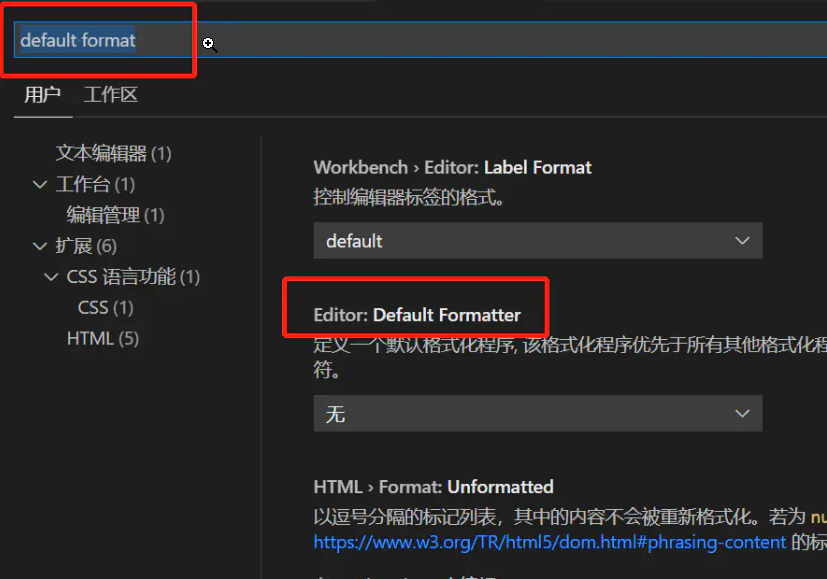 default format
用户 工作区
文本编辑器 (1)
工作台 (1)
编辑管理 (1)
扩展 (6)
CSS 语言功能 (1)
CSS (1)
HTML (5)
Workbench › Editor: Label Format
控制编辑器标签的格式。
default
Editor: Default Formatter
定义一个默认格式化程序, 该格式化程序优先于所有其他格式化程
符。
无
HTML › Format: Unformatted
以逗号分隔的标记列表，其中的内容不会被重新格式化。若为 nu
https://www.w3.org/TR/html5/dom.html#phrasing-content 的标